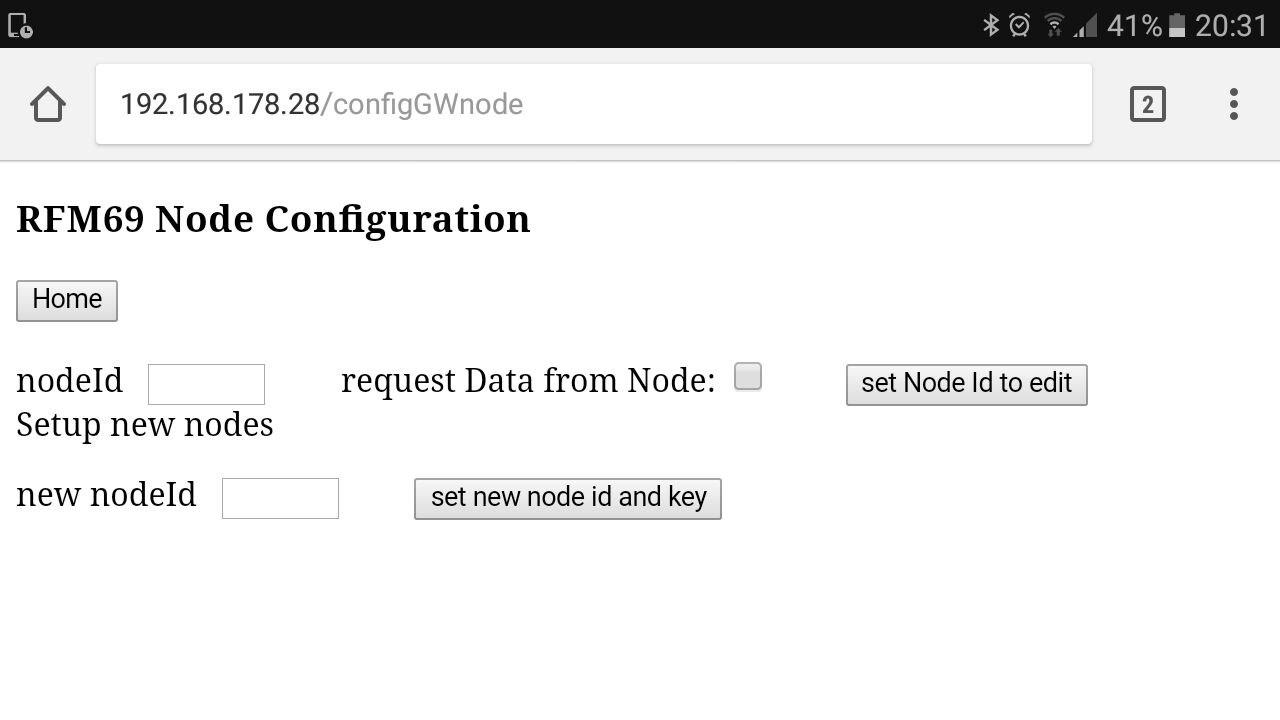 41% 20:31
192.168.178.28/configGWnode 2
RFM69 Node Configuration
Home
nodeId request Data from Node: set Node Id to edit
Setup new nodes
new nodeId set new node id and key